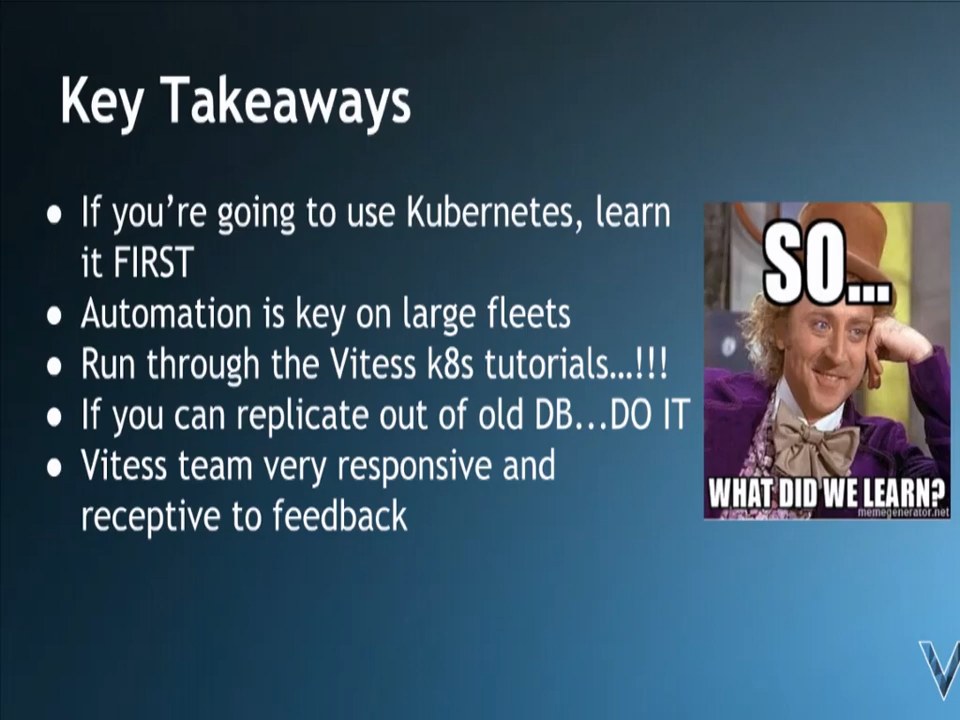 Key Takeaways
● If you’re going to use Kubernetes, learn
it FIRST
● Automation is key on large fleets
● Run through the Vitess k8s tutorials...!!!
● If you can replicate out of old DB...DO IT
● Vitess team very responsive and
receptive to feedback
SO...
WHAT DID WE LEARN?
memegenerator.net
V